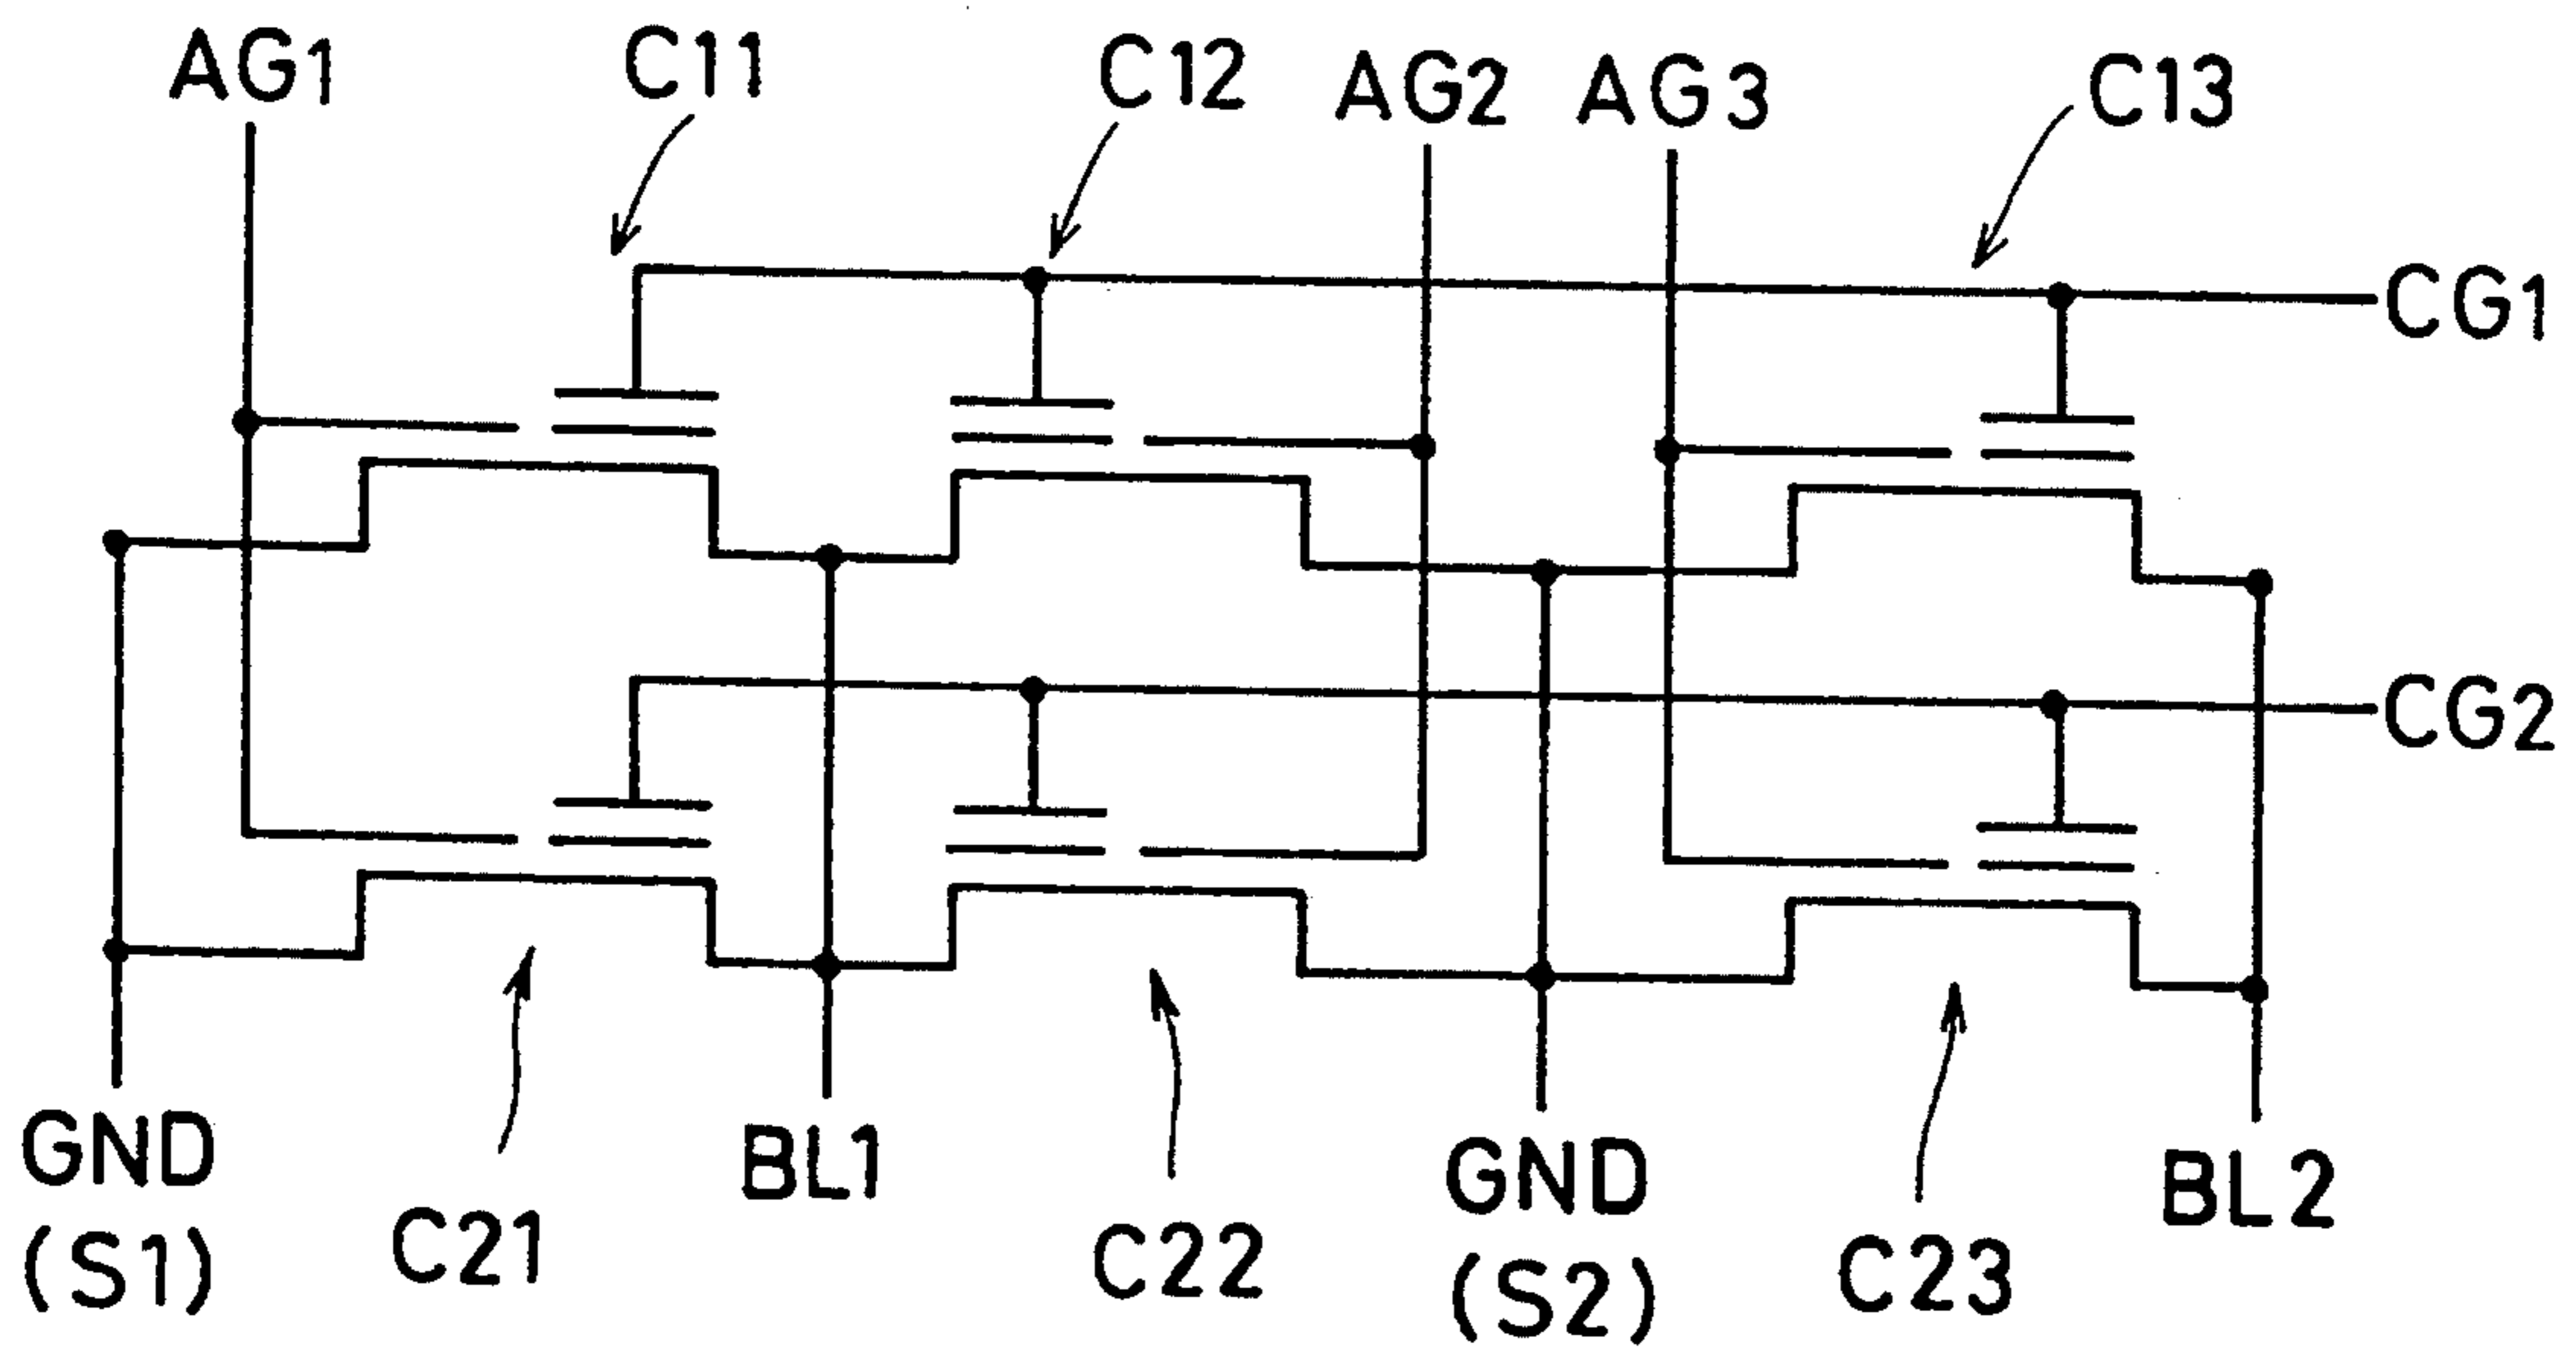 AG1
C11
C12
AG2
AG3
C13
CG1
CG2
GND
(S1)
C21
BL1
C22
GND
(S2)
C23
BL2